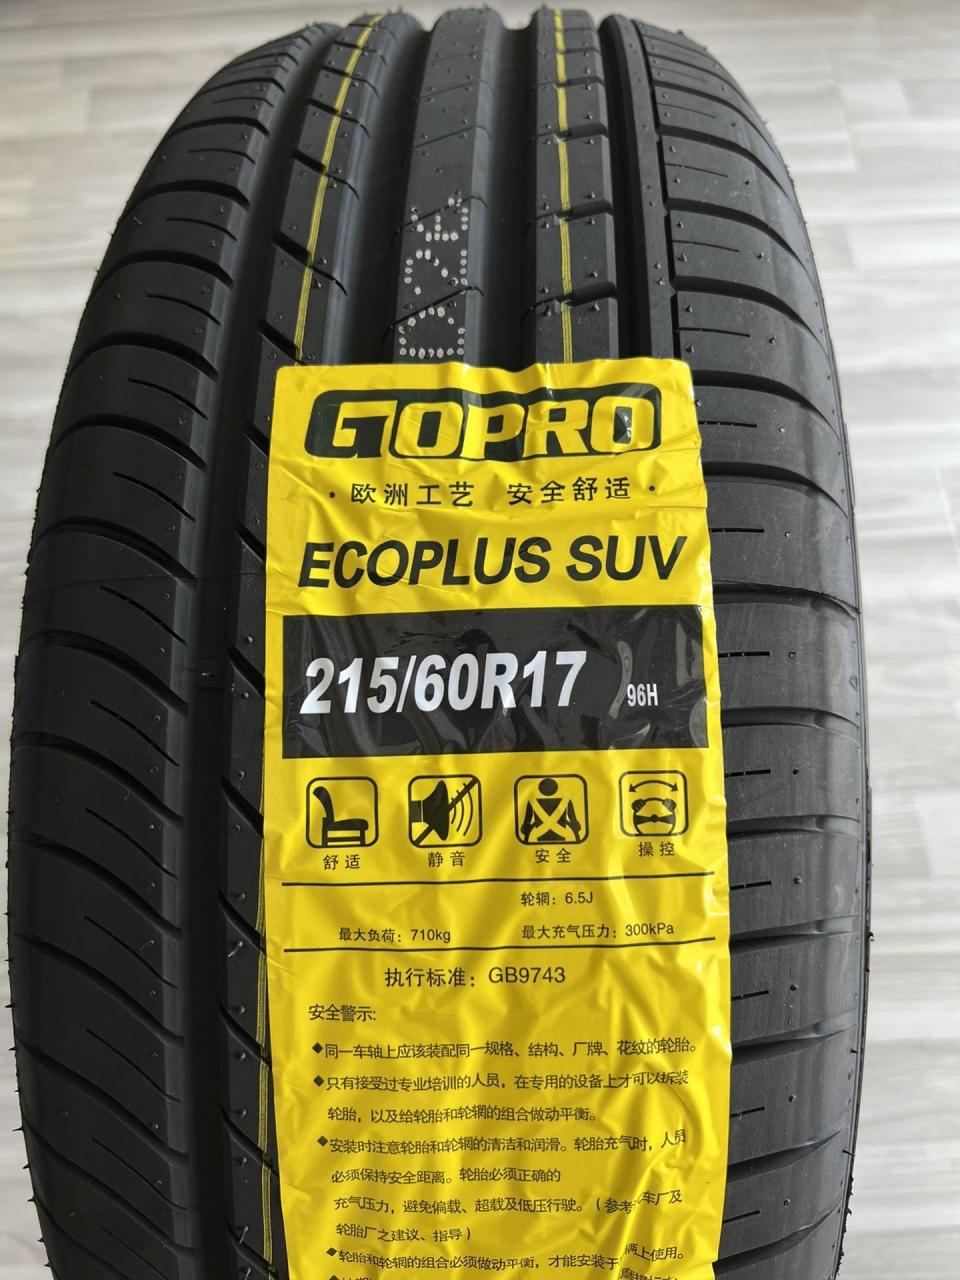 GOPRO
·欧洲工艺 安全舒适·
ECOPLUS SUV
215/60R17 96H
舒适 静音 安全 操控
轮辋：6.5J
最大负荷：710kg 最大充气压力：300kPa
执行标准：GB9743
安全警示:
◆同一车轴上应该装配同一规格、结构、厂牌、花纹的轮胎。
◆只有接受过专业培训的人员，在专用的设备上才可以拆装
轮胎，以及给轮胎和轮辋的组合做动平衡。
◆安装时注意轮胎和轮辋的清洁和润滑。轮胎充气时，人员
必须保持安全距离。轮胎必须正确的
充气压力，避免偏载、超载及低压行驶。（参考车厂及
轮胎厂之建议、指导）
◆轮胎和轮辋的组合必须做动平衡，才能安装于 辆上使用。